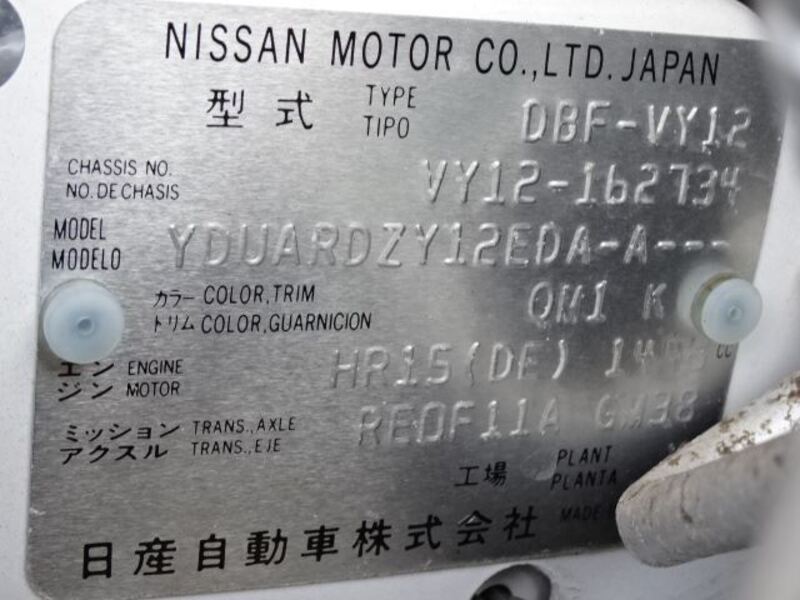 NISSAN MOTOR CO.,LTD. JAPAN
型式 TYPE TIPO DBF-VY12
CHASSIS NO. NO. DE CHASIS VY12-162734
MODEL MODELO YDUARDZY12EDA-A---
カラー COLOR,TRIM トリム COLOR,GUARNICION QM1 K
エンジン ENGINE MOTOR HR15(DE) CC
ミッション TRANS.,AXLE アクスル TRANS.,EJE RE0F11A GM38
工場 PLANT PLANTA
MADE
日産自動車株式会社